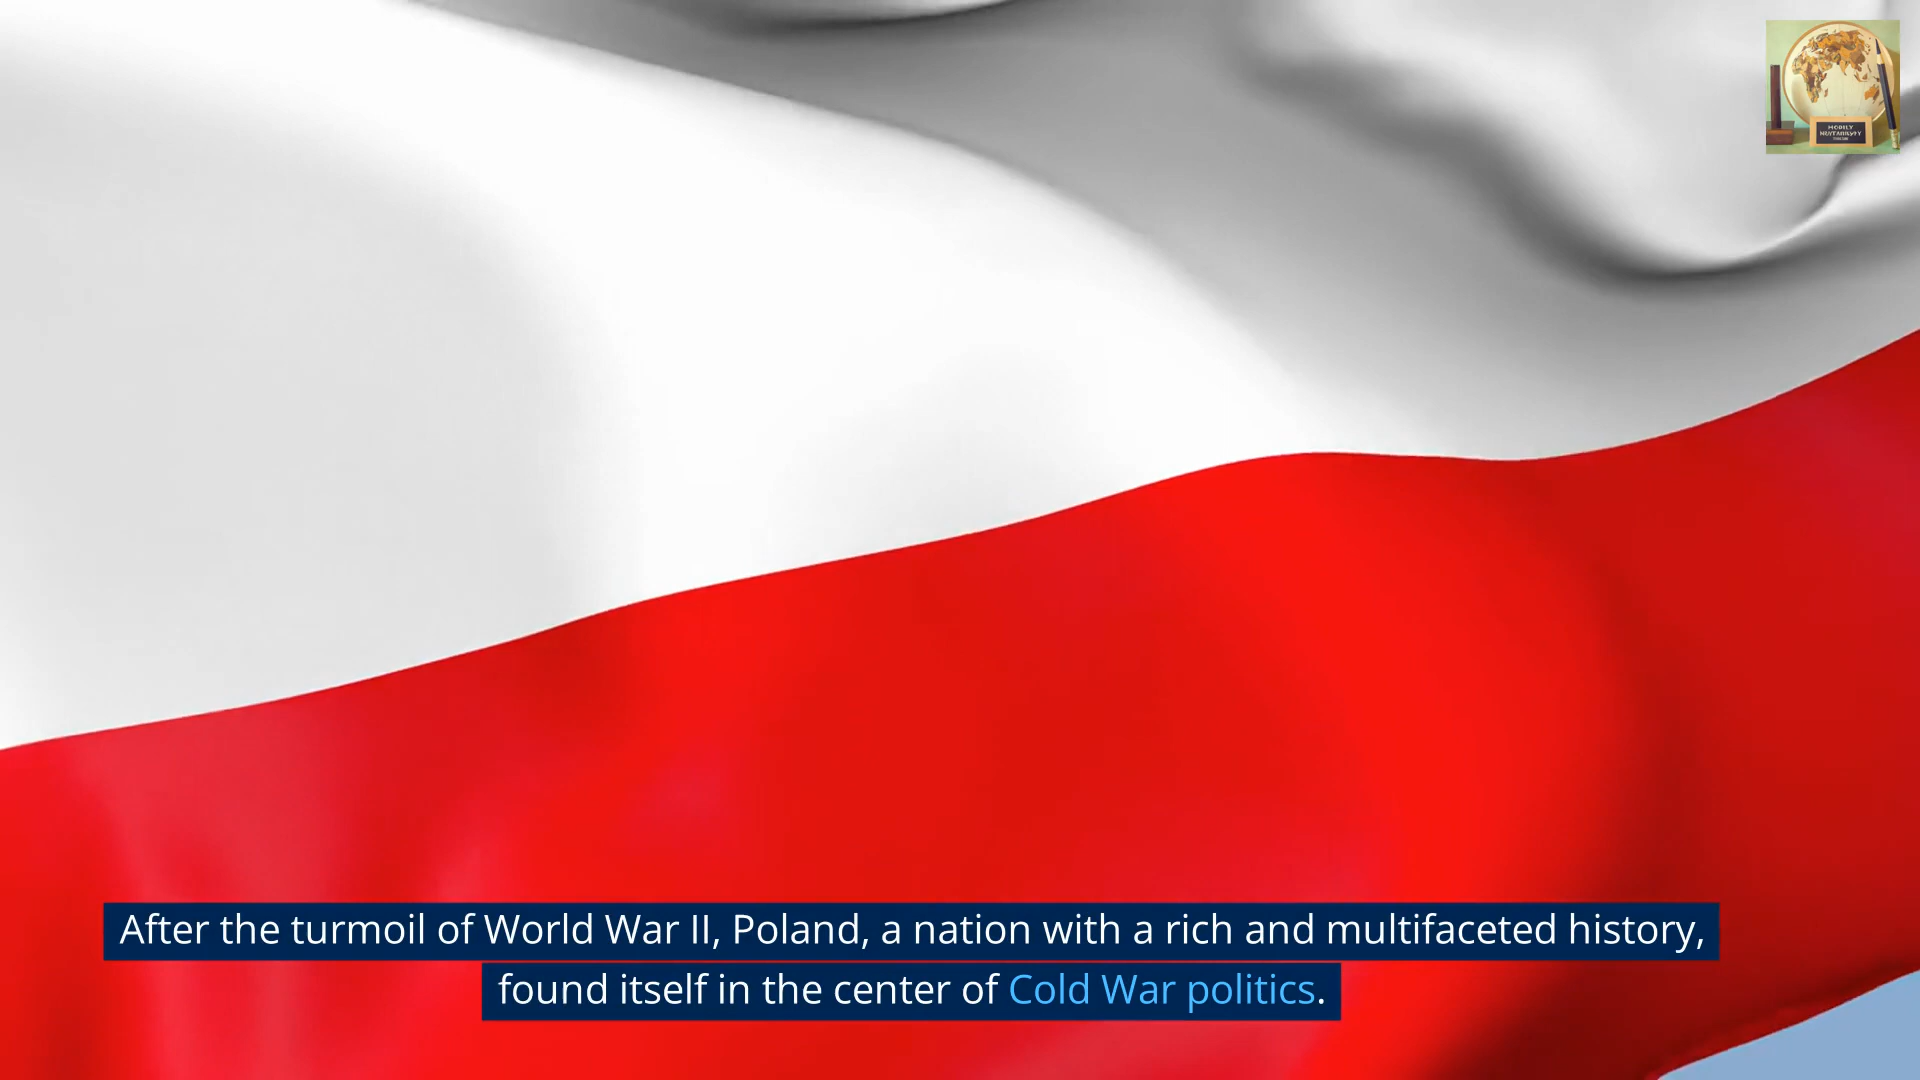 After the turmoil of World War II, Poland, a nation with a rich and multifaceted history,
found itself in the center of Cold War politics.